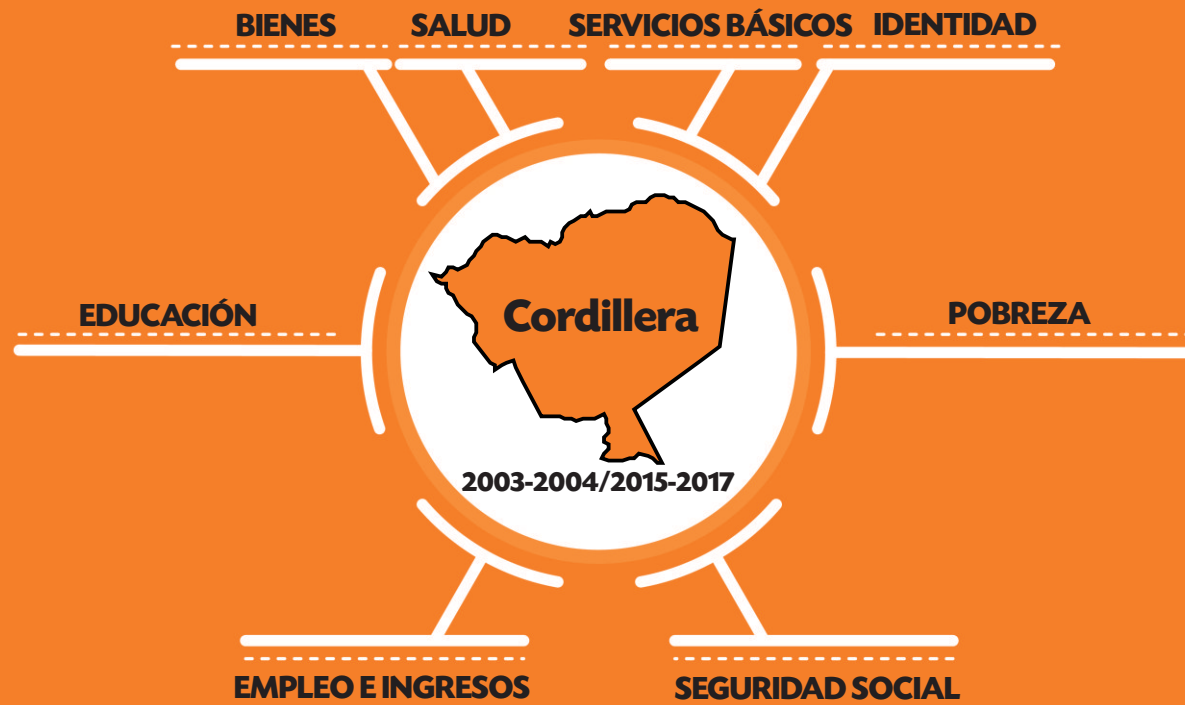 BIENES
SALUD
SERVICIOS BÁSICOS
IDENTIDAD
EDUCACIÓN
Cordillera
POBREZA
2003-2004/2015-2017
EMPLEO E INGRESOS
SEGURIDAD SOCIAL